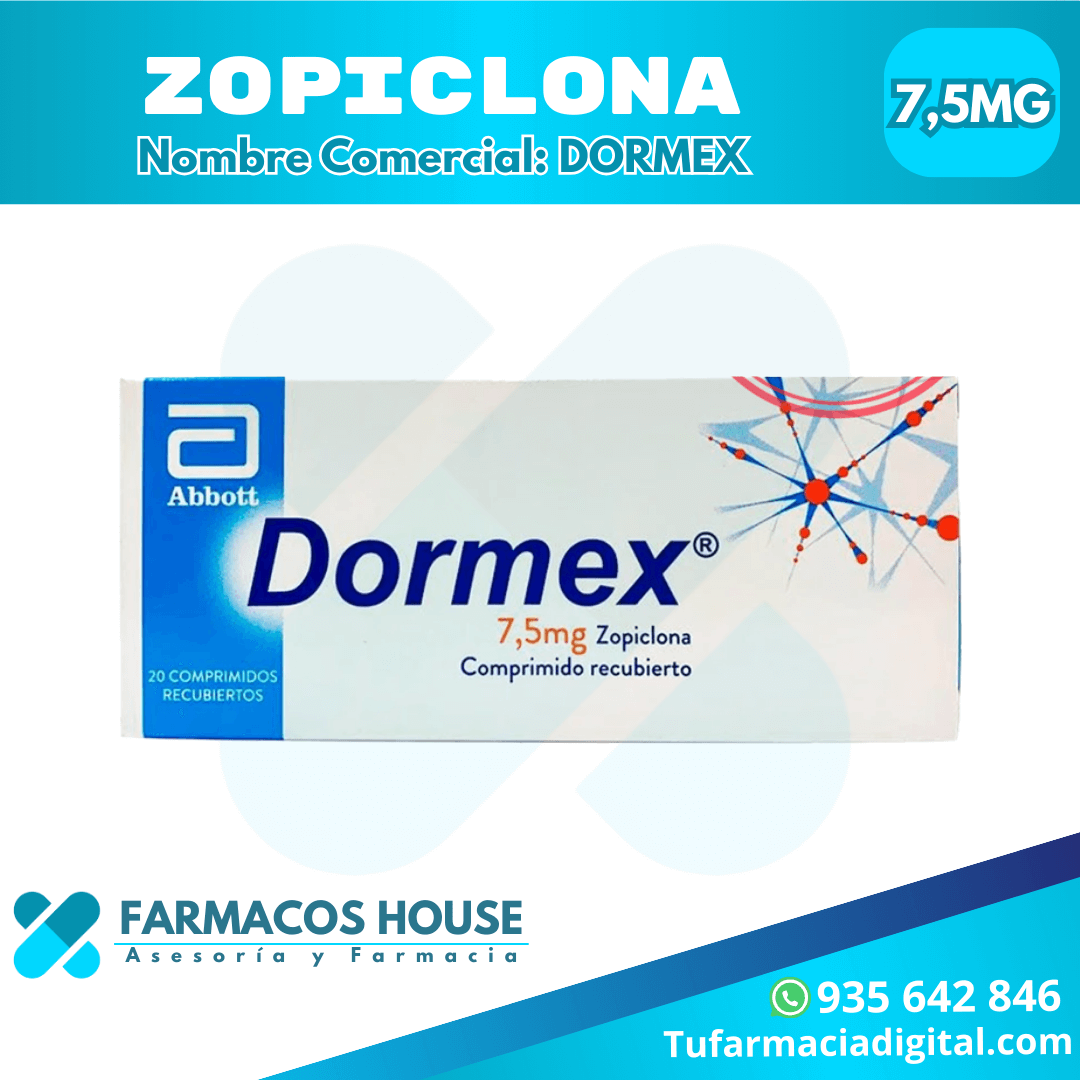 ZOPICLONA
Nombre Comercial: DORMEX
7,5MG
Abbott
Dormex®
7,5mg Zopiclona
Comprimido recubierto
20 COMPRIMIDOS
RECUBIERTOS
FARMACOS HOUSE
Asesoría y Farmacia
935 642 846
Tufarmaciadigital.com